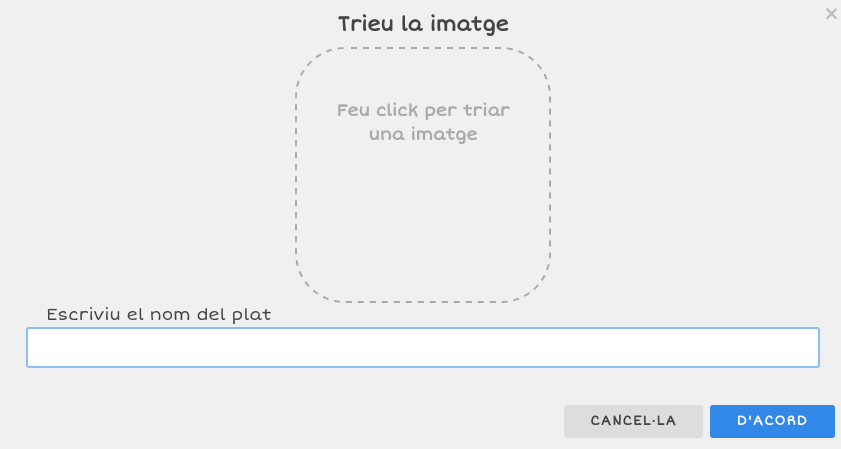 Trieu la imatge
Feu click per triar
una imatge
Escriviu el nom del plat
CANCEL·LA
D'ACORD